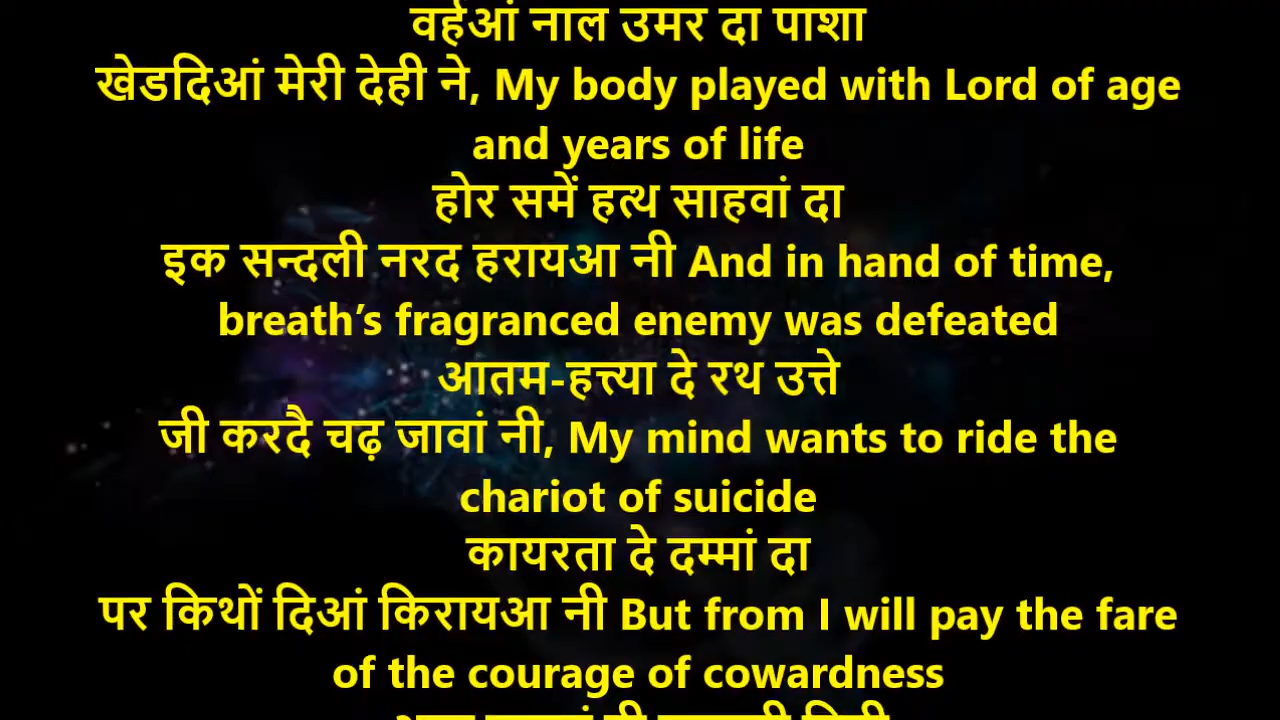 वर्हआं नाल उमर दा पाशा
खेडदिआं मेरी देही ने, My body played with Lord of age
and years of life
होर समें हत्थ साहवां दा
इक सन्दली नरद हरायआ नी And in hand of time,
breath’s fragranced enemy was defeated
आतम-हत्त्या दे रथ उत्ते
जी करदै चढ़ जावां नी, My mind wants to ride the
chariot of suicide
कायरता दे दम्मां दा
पर किथों दिआं किरायआ नी But from I will pay the fare
of the courage of cowardness